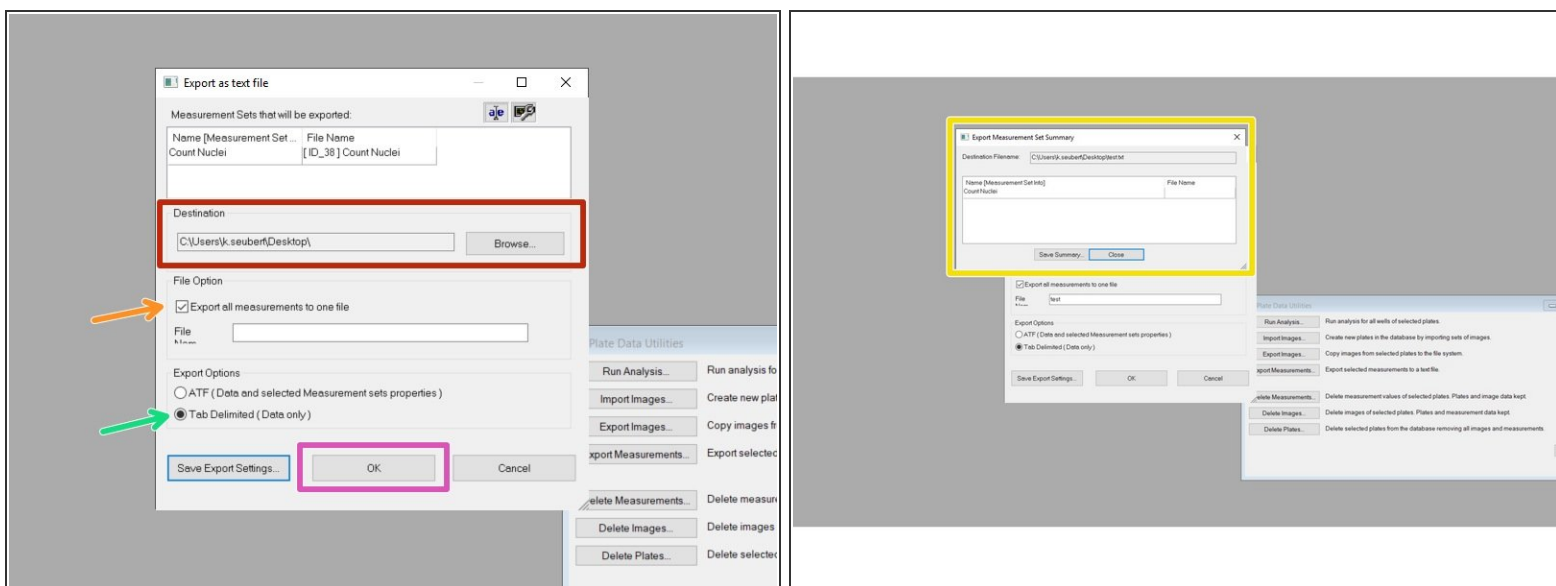 Export as text file
Measurement Sets that will be exported:
Name [Measurement Set ... File Name
Count Nuclei [ ID_38 ] Count Nuclei
Destination
C:\Users\k.seubert\Desktop\
Browse...
File Option
Export all measurements to one file
File
Export Options
ATF ( Data and selected Measurement sets properties )
Tab Delimited ( Data only )
Save Export Settings...
OK
Cancel
Plate Data Utilities
Run Analysis... Run analysis fo
Import Images... Create new plat
Export Images... Copy images fr
xport Measurements... Export selected
elete Measurements... Delete measure
Delete Images... Delete images
Delete Plates... Delete selected
Export Measurement Set Summary
Destination Filename: C:\Users\k.seubert\Desktop\test.txt
Name [Measurement Set Info] File Name
Count Nuclei
Save Summary... Close
Export all measurements to one file
File test
Export Options
ATF ( Data and selected Measurement sets properties )
Tab Delimited ( Data only )
Save Export Settings... OK Cancel
Plate Data Utilities
Run Analysis... Run analysis for all wells of selected plates.
Import Images... Create new plates in the database by importing sets of images.
Export Images... Copy images from selected plates to the file system.
xport Measurements... Export selected measurements to a text file.
elete Measurements... Delete measurement values of selected plates. Plates and image data kept.
Delete Images... Delete images of selected plates. Plates and measurement data kept.
Delete Plates... Delete selected plates from the database removing all images and measurements.